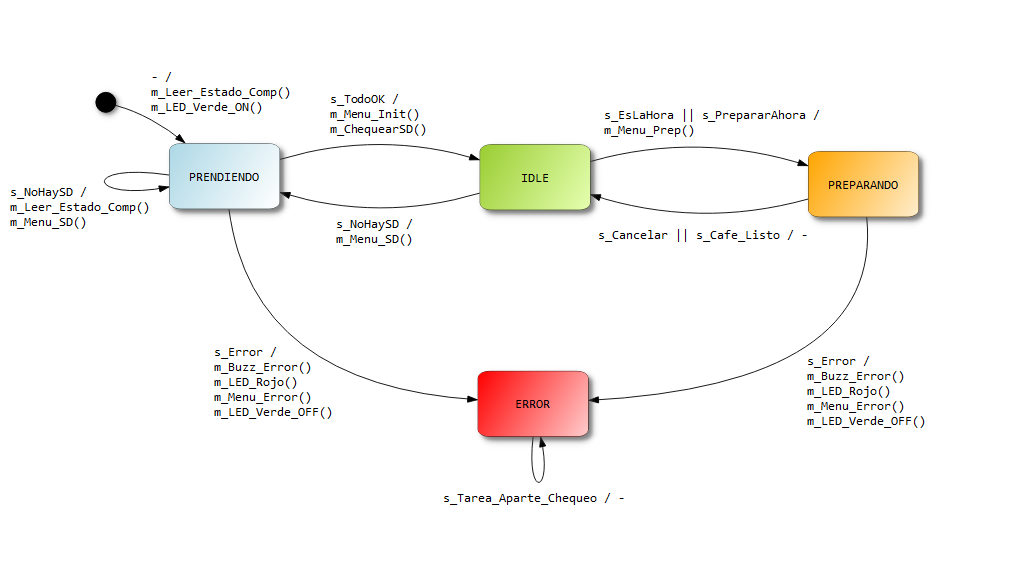 - /
m_Leer_Estado_Comp()
m_LED_Verde_ON()
s_TodoOK /
m_Menu_Init()
m_ChequearSD()
s_EsLaHora || s_PrepararAhora /
m_Menu_Prep()
PRENDIENDO
IDLE
PREPARANDO
s_NoHaySD /
m_Leer_Estado_Comp()
m_Menu_SD()
s_NoHaySD /
m_Menu_SD()
s_Cancelar || s_Cafe_Listo / -
s_Error /
m_Buzz_Error()
m_LED_Rojo()
m_Menu_Error()
m_LED_Verde_OFF()
s_Error /
m_Buzz_Error()
m_LED_Rojo()
m_Menu_Error()
m_LED_Verde_OFF()
ERROR
s_Tarea_Aparte_Chequeo / -